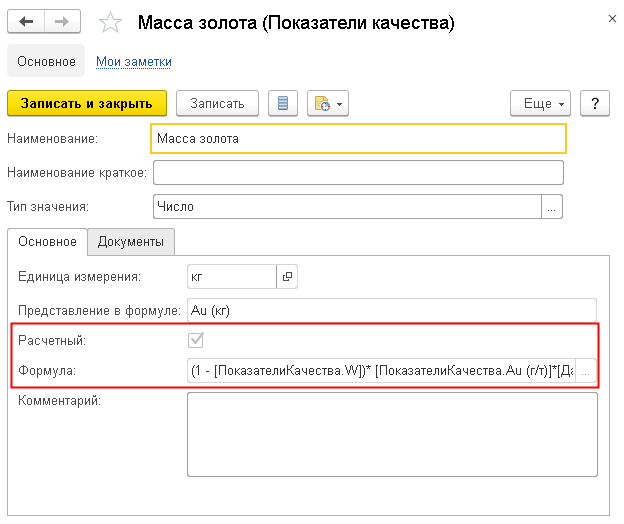 Масса золота (Показатели качества)
Основное Мои заметки
Записать и закрыть Записать Еще ?
Наименование: Масса золота
Наименование краткое:
Тип значения: Число ...
Основное Документы
Единица измерения: кг
Представление в формуле: Au (кг)
Расчетный:
Формула: (1 - [ПоказателиКачества.W])* [ПоказателиКачества.Au (г/т)]*[Да ...
Комментарий: